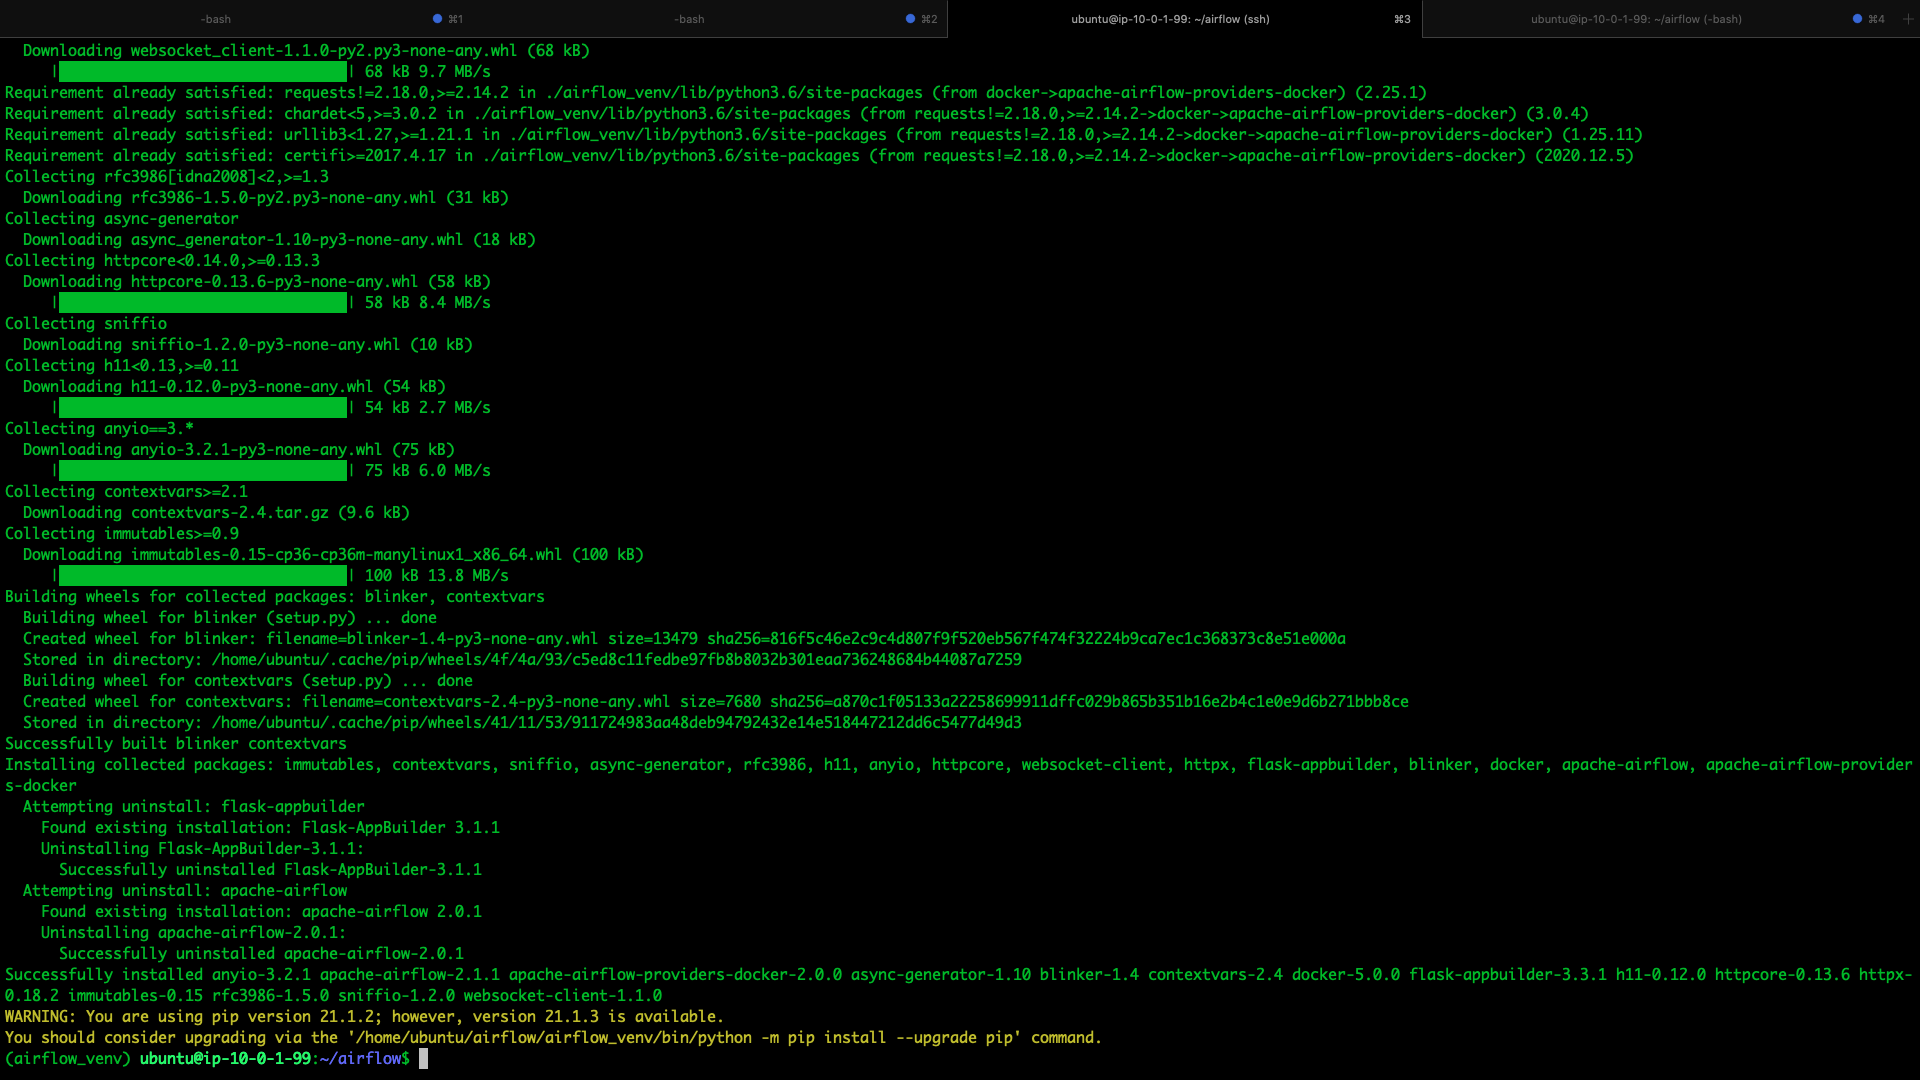 -bash ⌘1 -bash ⌘2 ubuntu@ip-10-0-1-99: ~/airflow (ssh) ⌘3 ubuntu@ip-10-0-1-99: ~/airflow (-bash) ⌘4 +
Downloading websocket_client-1.1.0-py2.py3-none-any.whl (68 kB)
|████████████████████████████████| 68 kB 9.7 MB/s
Requirement already satisfied: requests!=2.18.0,>=2.14.2 in ./airflow_venv/lib/python3.6/site-packages (from docker->apache-airflow-providers-docker) (2.25.1)
Requirement already satisfied: chardet<5,>=3.0.2 in ./airflow_venv/lib/python3.6/site-packages (from requests!=2.18.0,>=2.14.2->docker->apache-airflow-providers-docker) (3.0.4)
Requirement already satisfied: urllib3<1.27,>=1.21.1 in ./airflow_venv/lib/python3.6/site-packages (from requests!=2.18.0,>=2.14.2->docker->apache-airflow-providers-docker) (1.25.11)
Requirement already satisfied: certifi>=2017.4.17 in ./airflow_venv/lib/python3.6/site-packages (from requests!=2.18.0,>=2.14.2->docker->apache-airflow-providers-docker) (2020.12.5)
Collecting rfc3986[idna2008]<2,>=1.3
Downloading rfc3986-1.5.0-py2.py3-none-any.whl (31 kB)
Collecting async-generator
Downloading async_generator-1.10-py3-none-any.whl (18 kB)
Collecting httpcore<0.14.0,>=0.13.3
Downloading httpcore-0.13.6-py3-none-any.whl (58 kB)
|████████████████████████████████| 58 kB 8.4 MB/s
Collecting sniffio
Downloading sniffio-1.2.0-py3-none-any.whl (10 kB)
Collecting h11<0.13,>=0.11
Downloading h11-0.12.0-py3-none-any.whl (54 kB)
|████████████████████████████████| 54 kB 2.7 MB/s
Collecting anyio==3.*
Downloading anyio-3.2.1-py3-none-any.whl (75 kB)
|████████████████████████████████| 75 kB 6.0 MB/s
Collecting contextvars>=2.1
Downloading contextvars-2.4.tar.gz (9.6 kB)
Collecting immutables>=0.9
Downloading immutables-0.15-cp36-cp36m-manylinux1_x86_64.whl (100 kB)
|████████████████████████████████| 100 kB 13.8 MB/s
Building wheels for collected packages: blinker, contextvars
Building wheel for blinker (setup.py) ... done
Created wheel for blinker: filename=blinker-1.4-py3-none-any.whl size=13479 sha256=816f5c46e2c9c4d807f9f520eb567f474f32224b9ca7ec1c368373c8e51e000a
Stored in directory: /home/ubuntu/.cache/pip/wheels/4f/4a/93/c5ed8c11fedbe97fb8b8032b301eaa736248684b44087a7259
Building wheel for contextvars (setup.py) ... done
Created wheel for contextvars: filename=contextvars-2.4-py3-none-any.whl size=7680 sha256=a870c1f05133a22258699911dffc029b865b351b16e2b4c1e0e9d6b271bbb8ce
Stored in directory: /home/ubuntu/.cache/pip/wheels/41/11/53/911724983aa48deb94792432e14e518447212dd6c5477d49d3
Successfully built blinker contextvars
Installing collected packages: immutables, contextvars, sniffio, async-generator, rfc3986, h11, anyio, httpcore, websocket-client, httpx, flask-appbuilder, blinker, docker, apache-airflow, apache-airflow-provider
s-docker
Attempting uninstall: flask-appbuilder
Found existing installation: Flask-AppBuilder 3.1.1
Uninstalling Flask-AppBuilder-3.1.1:
Successfully uninstalled Flask-AppBuilder-3.1.1
Attempting uninstall: apache-airflow
Found existing installation: apache-airflow 2.0.1
Uninstalling apache-airflow-2.0.1:
Successfully uninstalled apache-airflow-2.0.1
Successfully installed anyio-3.2.1 apache-airflow-2.1.1 apache-airflow-providers-docker-2.0.0 async-generator-1.10 blinker-1.4 contextvars-2.4 docker-5.0.0 flask-appbuilder-3.3.1 h11-0.12.0 httpcore-0.13.6 httpx-
0.18.2 immutables-0.15 rfc3986-1.5.0 sniffio-1.2.0 websocket-client-1.1.0
WARNING: You are using pip version 21.1.2; however, version 21.1.3 is available.
You should consider upgrading via the '/home/ubuntu/airflow/airflow_venv/bin/python -m pip install --upgrade pip' command.
(airflow_venv) ubuntu@ip-10-0-1-99:~/airflow$